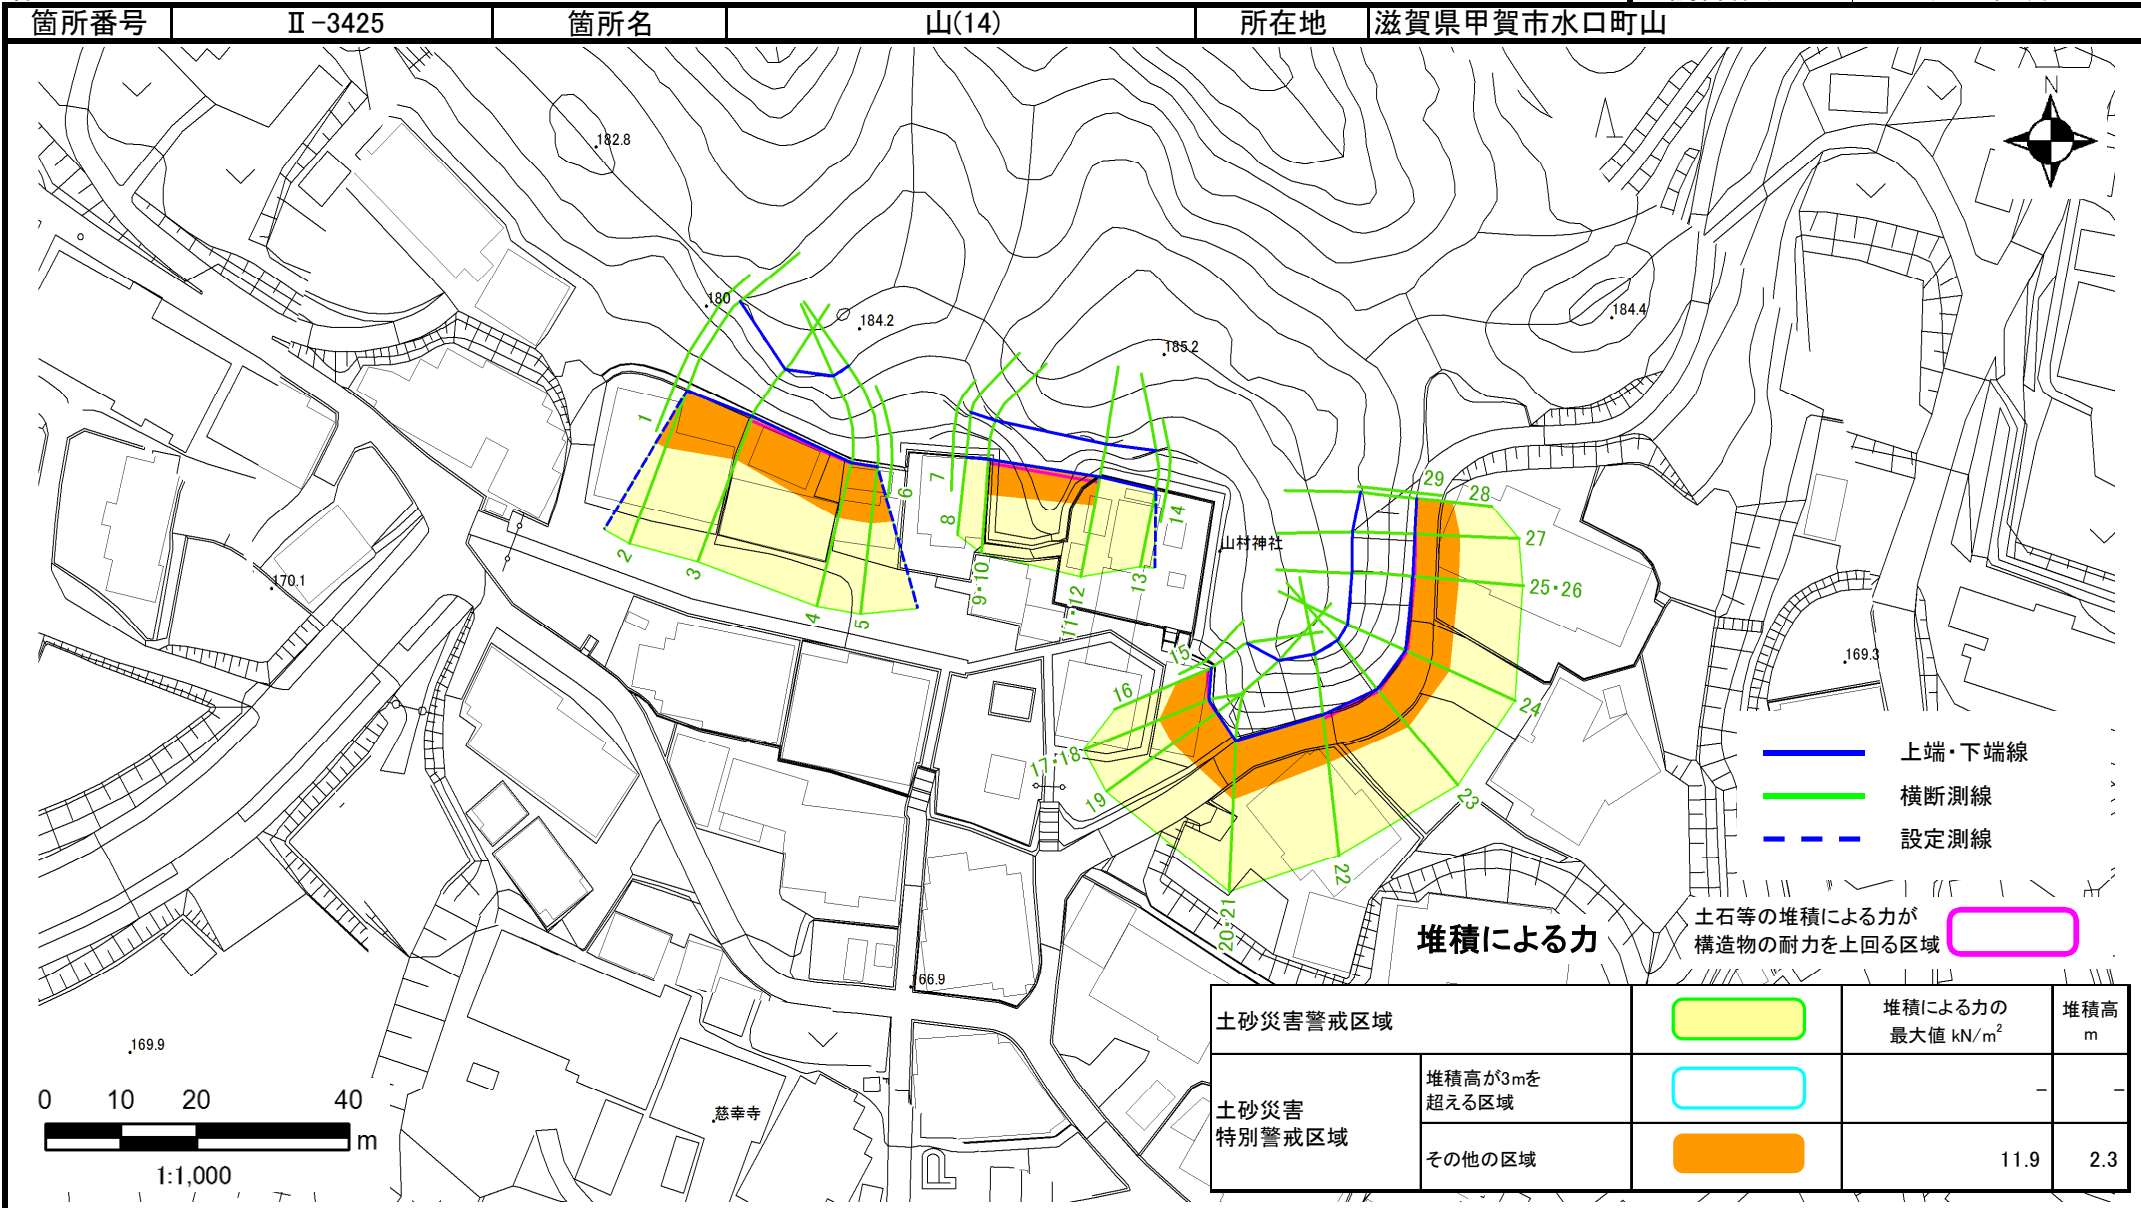 箇所番号 Ⅱ-3425 箇所名 山(14) 所在地 滋賀県甲賀市水口町山
N
182.8
180
184.2
184.4
185.2
1
2
3
4
5
6
7
8
9・10
11・12
13
14
山村神社
15
16
17・18
19
20・21
22
23
24
25・26
27
28
29
170.1
169.3
166.9
169.9
慈幸寺
上端・下端線
横断測線
設定測線
堆積による力
土石等の堆積による力が
構造物の耐力を上回る区域
土砂災害警戒区域
堆積による力の
最大値 kN/m²
堆積高
m
土砂災害
特別警戒区域
堆積高が3mを
超える区域
- -
その他の区域
11.9 2.3
0 10 20 40
m
1:1,000